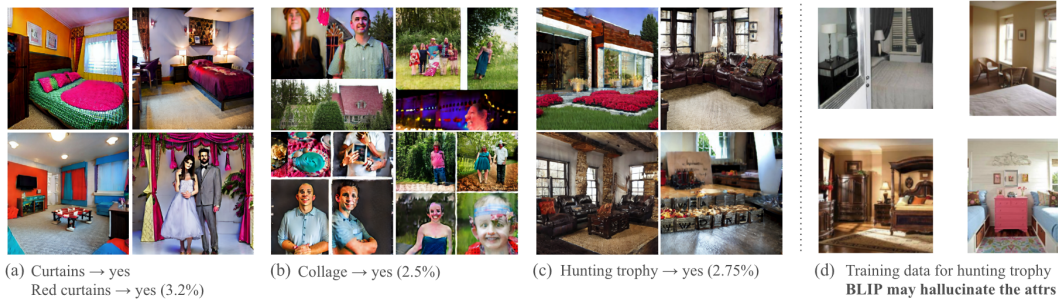 (a) Curtains → yes
Red curtains → yes (3.2%)
(b) Collage → yes (2.5%)
(c) Hunting trophy → yes (2.75%)
(d) Training data for hunting trophy
BLIP may hallucinate the attrs